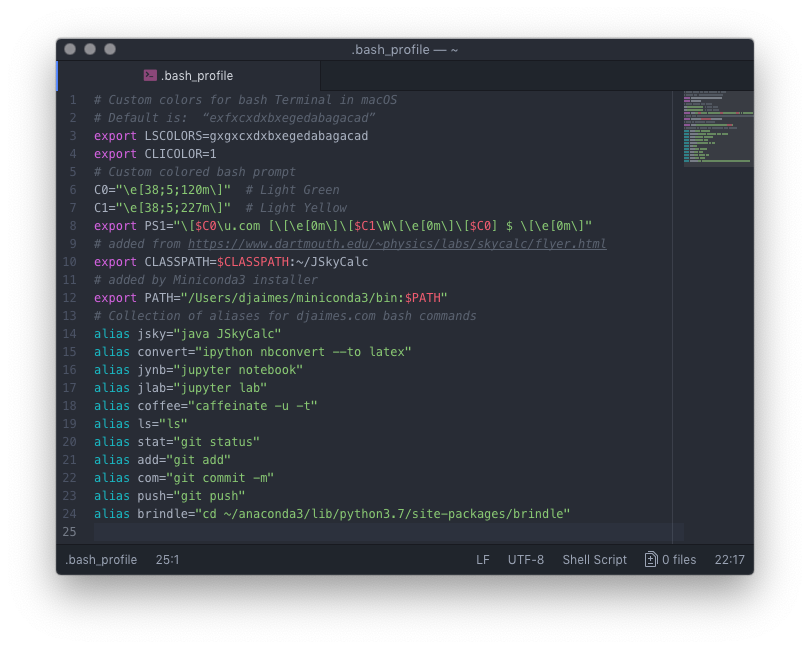 .bash_profile — ~
.bash_profile
1 # Custom colors for bash Terminal in macOS
2 # Default is:  “exfxcxdxbxegedabagacad”
3 export LSCOLORS=gxgxcxdxbxegedabagacad
4 export CLICOLOR=1
5 # Custom colored bash prompt
6 C0="\e[38;5;120m\]"  # Light Green
7 C1="\e[38;5;227m\]"  # Light Yellow
8 export PS1="\[$C0\u.com [\[\e[0m\]\[$C1\W\[\e[0m\]\[$C0] $ \[\e[0m\]"
9 # added from https://www.dartmouth.edu/~physics/labs/skycalc/flyer.html
10 export CLASSPATH=$CLASSPATH:~/JSkyCalc
11 # added by Miniconda3 installer
12 export PATH="/Users/djaimes/miniconda3/bin:$PATH"
13 # Collection of aliases for djaimes.com bash commands
14 alias jsky="java JSkyCalc"
15 alias convert="ipython nbconvert --to latex"
16 alias jynb="jupyter notebook"
17 alias jlab="jupyter lab"
18 alias coffee="caffeinate -u -t"
19 alias ls="ls"
20 alias stat="git status"
21 alias add="git add"
22 alias com="git commit -m"
23 alias push="git push"
24 alias brindle="cd ~/anaconda3/lib/python3.7/site-packages/brindle"
25
.bash_profile 25:1 LF UTF-8 Shell Script 0 files 22:17